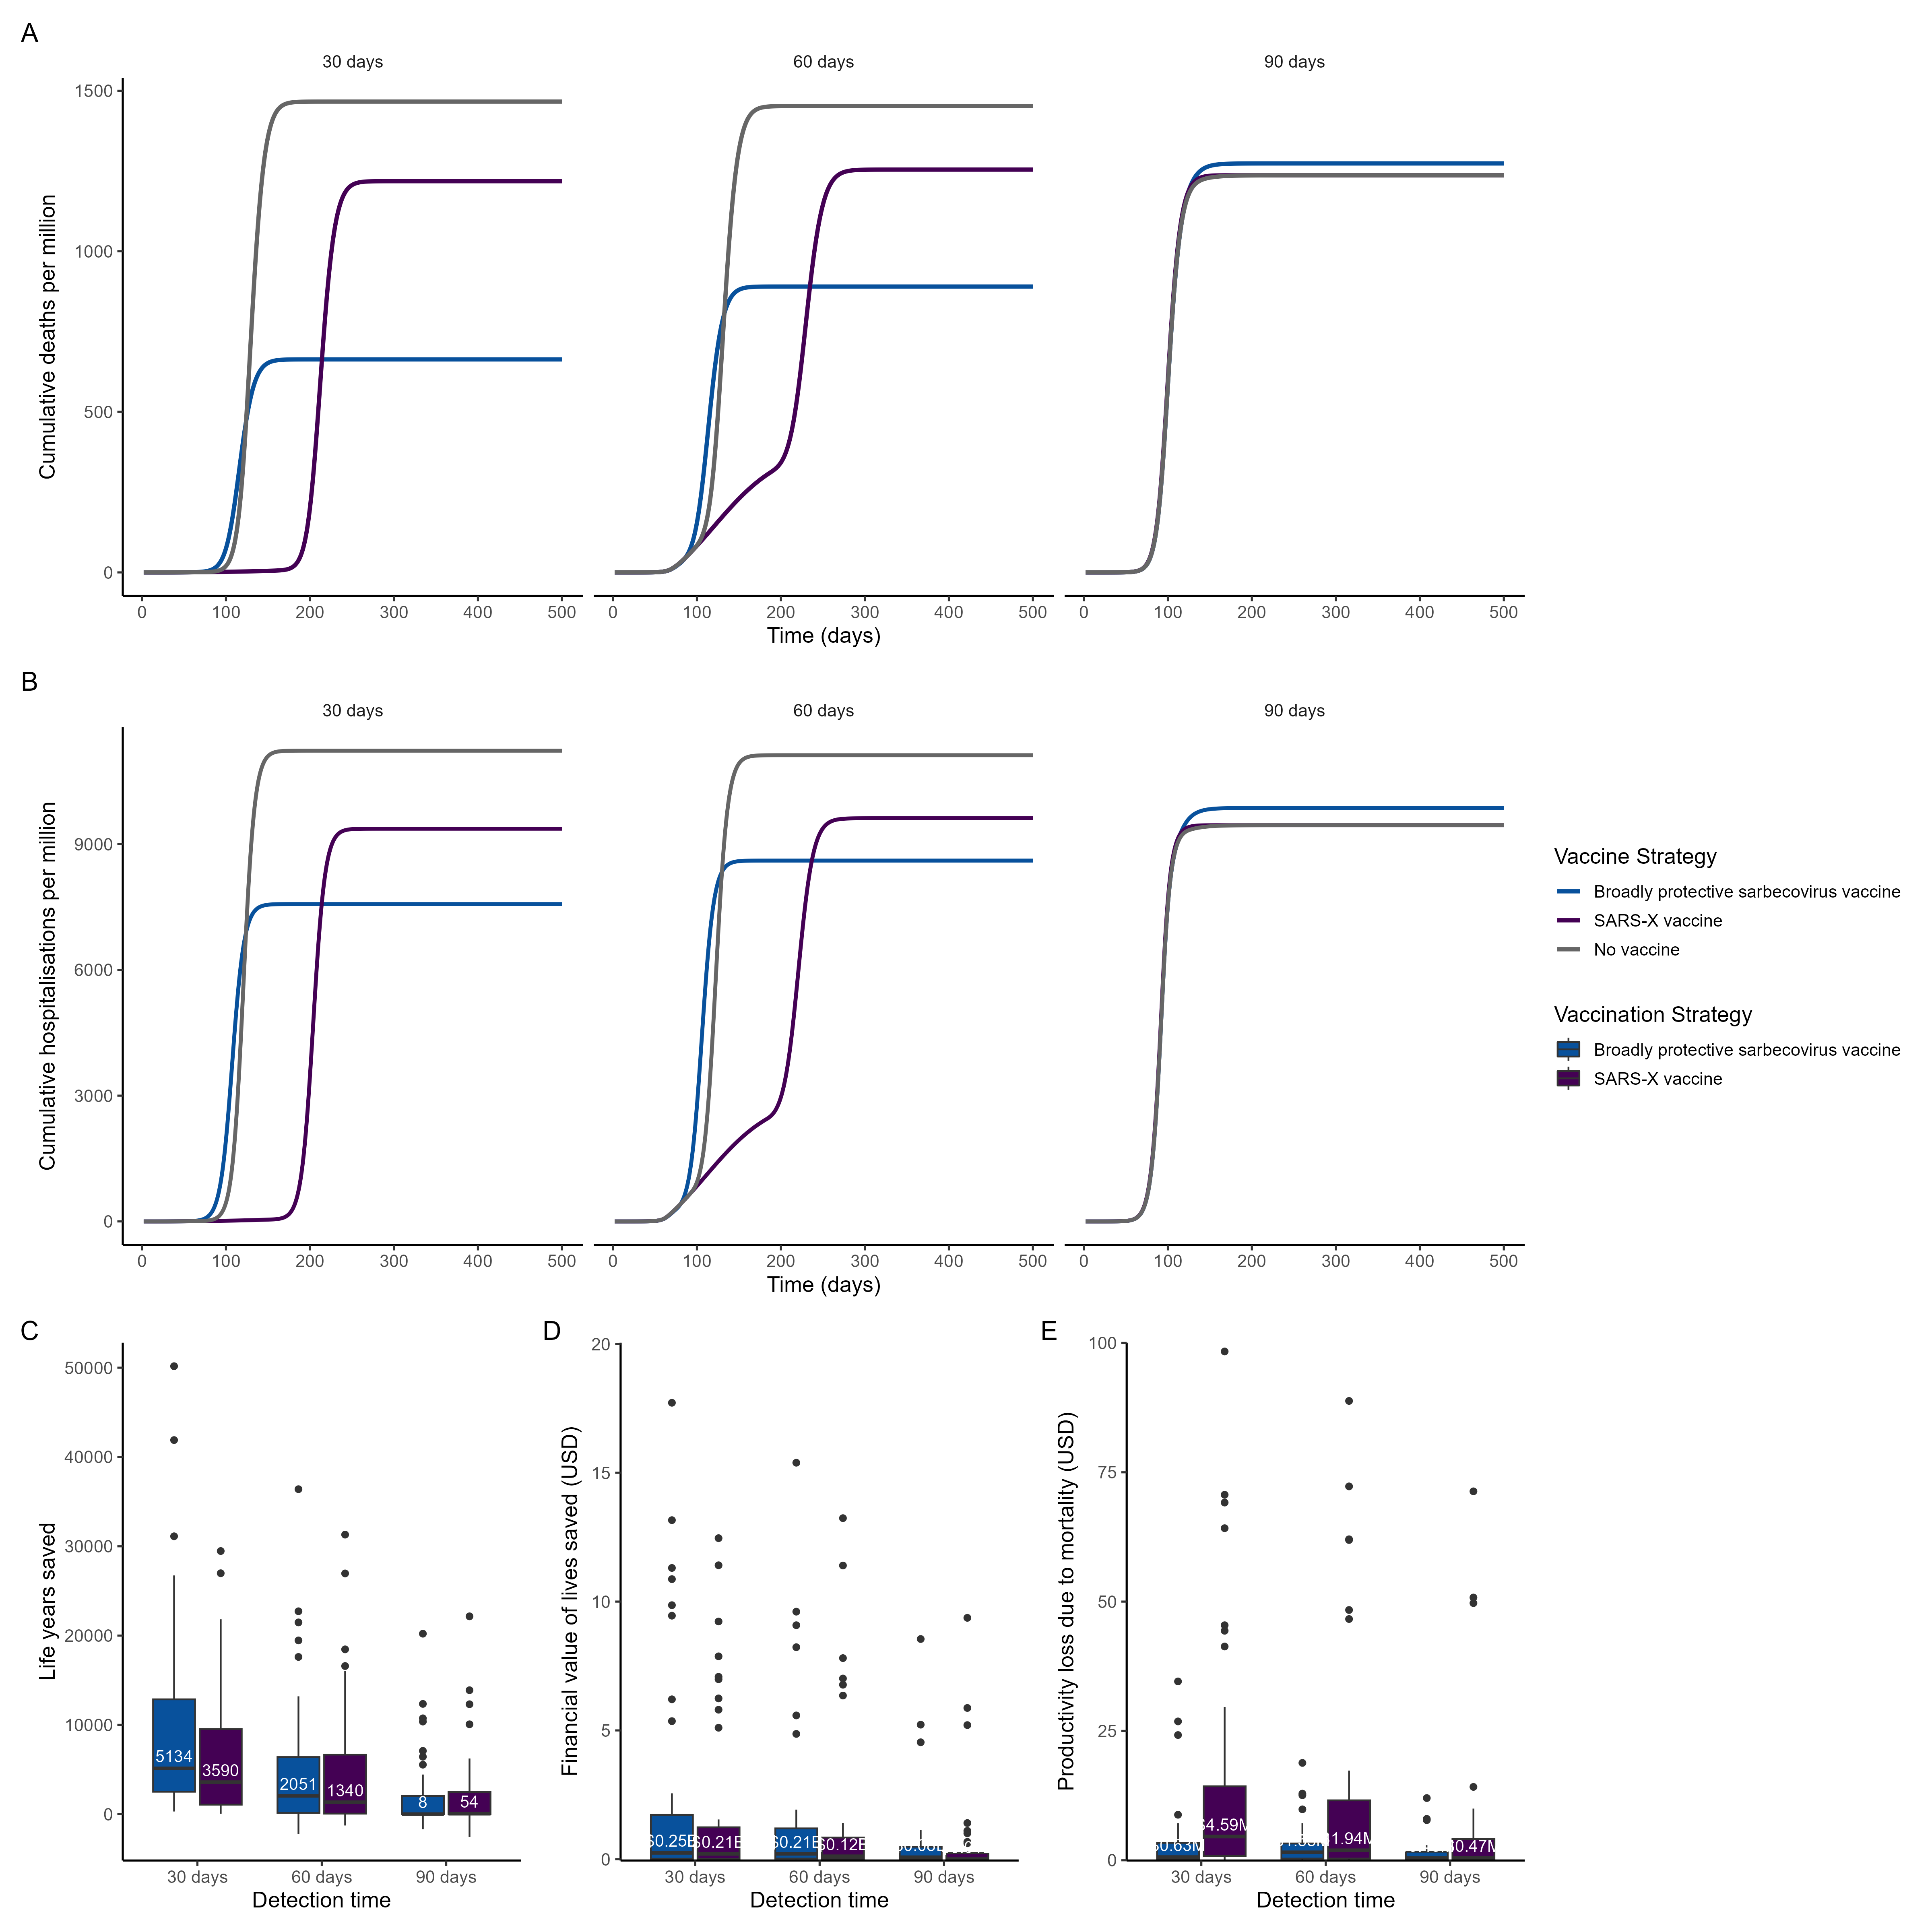 A
30 days 60 days 90 days
Cumulative deaths per million
1500
1000
500
0
0 100 200 300 400 500 0 100 200 300 400 500 0 100 200 300 400 500
Time (days)
B
30 days 60 days 90 days
Cumulative hospitalisations per million
9000
6000
3000
0
0 100 200 300 400 500 0 100 200 300 400 500 0 100 200 300 400 500
Time (days)
Vaccine Strategy
Broadly protective sarbecovirus vaccine
SARS-X vaccine
No vaccine
Vaccination Strategy
Broadly protective sarbecovirus vaccine
SARS-X vaccine
C
Life years saved
50000
40000
30000
20000
10000
0
5134 3590 2051 1340 8 54
30 days 60 days 90 days
Detection time
D
Financial value of lives saved (USD)
20
15
10
5
0
$0.25B $0.21B $0.21B $0.12B
30 days 60 days 90 days
Detection time
E
Productivity loss due to mortality (USD)
100
75
50
25
0
$0.63M $4.59M $1.94M $0.47M
30 days 60 days 90 days
Detection time